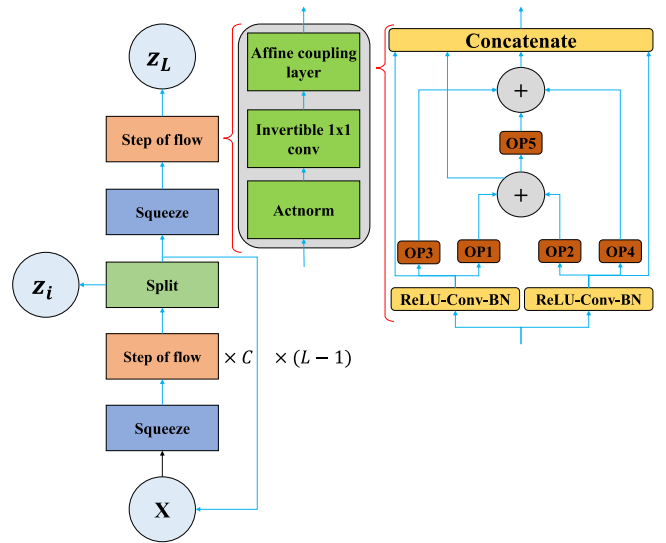 z_L
Step of flow
Squeeze
z_i
Split
Step of flow
× C
× (L − 1)
Squeeze
X
Affine coupling
layer
Invertible 1x1
conv
Actnorm
Concatenate
+
OP5
+
OP3
OP1
OP2
OP4
ReLU-Conv-BN
ReLU-Conv-BN